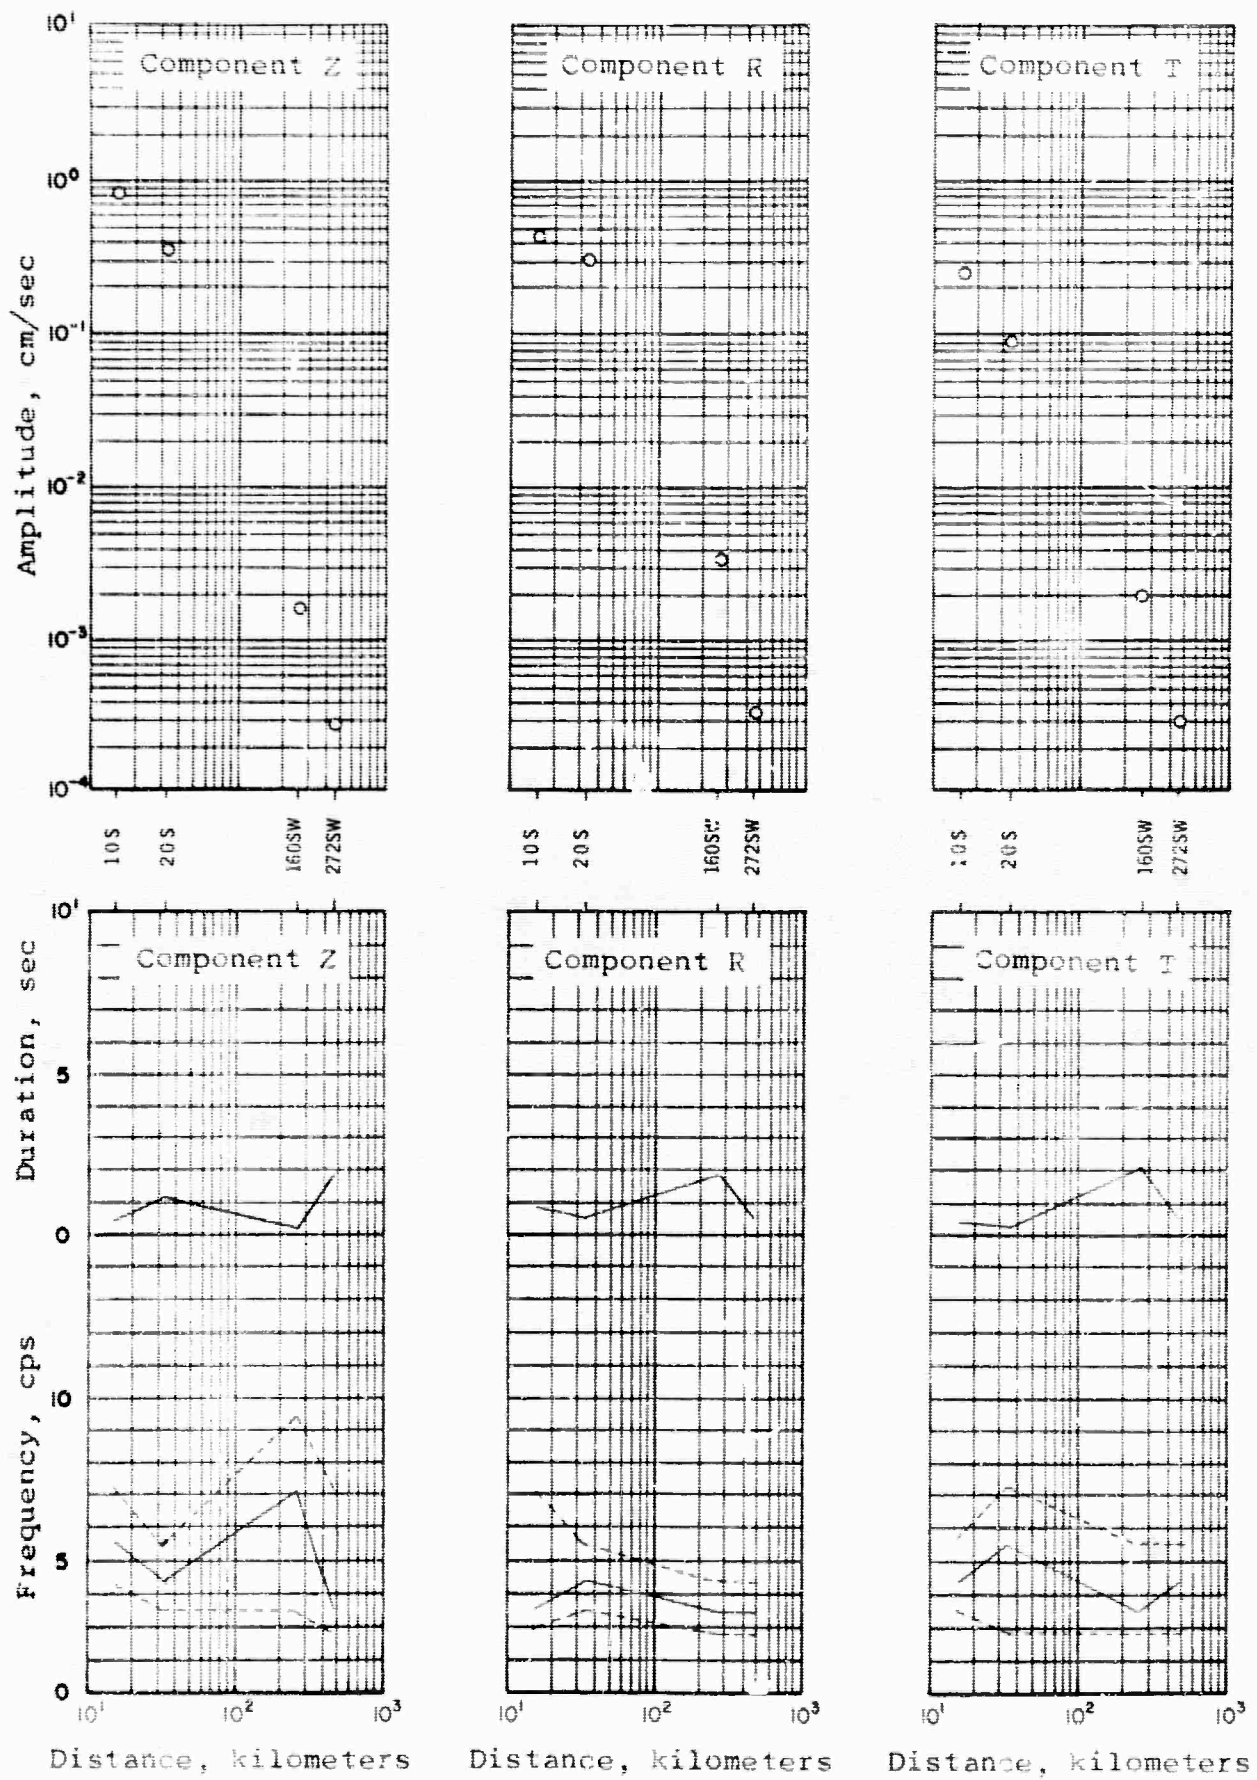 10¹
Component Z
Component R
Component T
10⁰
10⁻¹
10⁻²
10⁻³
10⁻⁴
Amplitude, cm/sec
10S
20S
160SW
272SW
10S
20S
160SW
272SW
10S
20S
160SW
272SW
10¹
Component Z
Component R
Component T
5
0
Duration, sec
10
5
0
Frequency, cps
10¹
10²
10³
10¹
10²
10³
10¹
10²
10³
Distance, kilometers
Distance, kilometers
Distance, kilometers